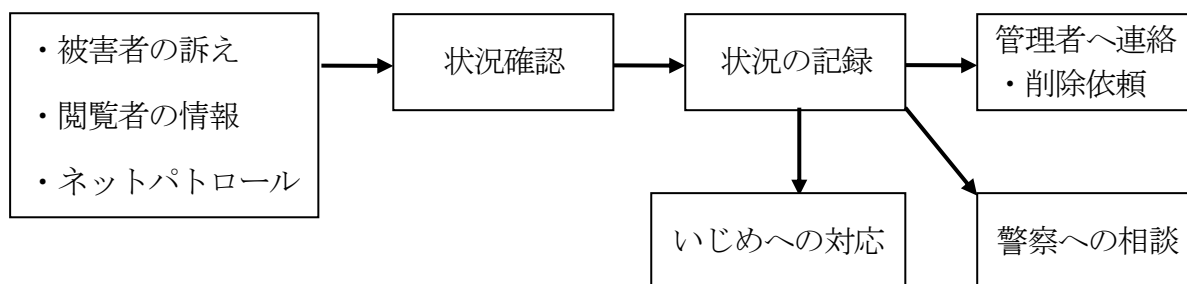 ・被害者の訴え
・閲覧者の情報
・ネットパトロール
状況確認
状況の記録
管理者へ連絡
・削除依頼
いじめへの対応
警察への相談